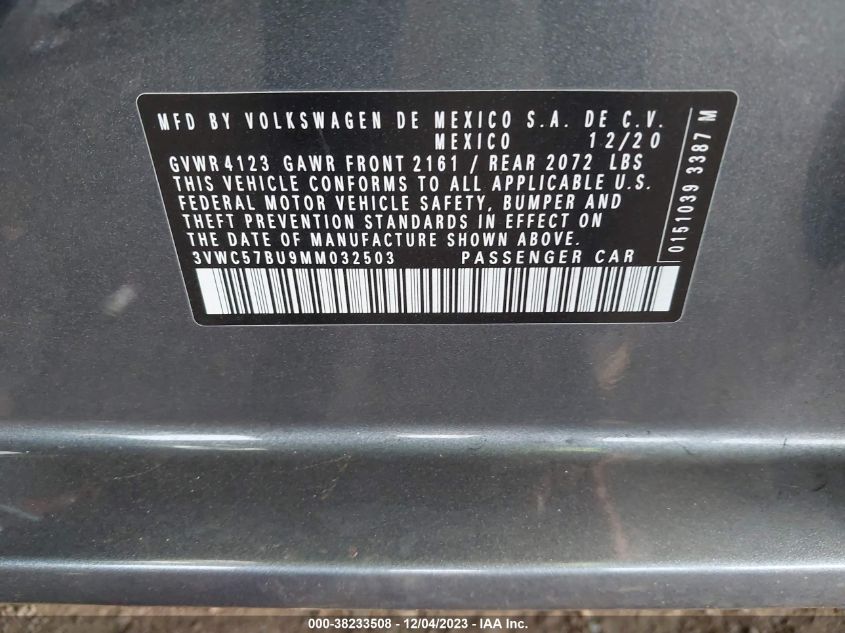 MFD BY VOLKSWAGEN DE MEXICO S.A. DE C.V.
MEXICO 12/20
GVWR 4123 GAWR FRONT 2161 / REAR 2072 LBS
THIS VEHICLE CONFORMS TO ALL APPLICABLE U.S.
FEDERAL MOTOR VEHICLE SAFETY, BUMPER AND
THEFT PREVENTION STANDARDS IN EFFECT ON
THE DATE OF MANUFACTURE SHOWN ABOVE.
3VWC57BU9MM032503 PASSENGER CAR
0151039 3387 M
000-38233508 - 12/04/2023 - IAA Inc.